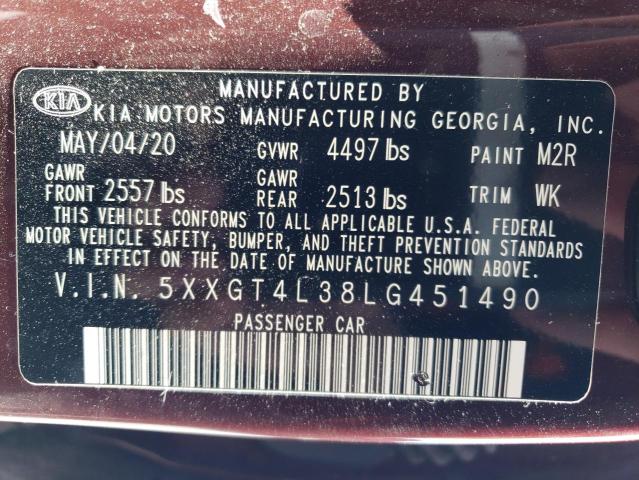 MANUFACTURED BY
KIA KIA MOTORS MANUFACTURING GEORGIA, INC.
MAY/04/20 GVWR 4497 lbs PAINT M2R
GAWR FRONT 2557 lbs GAWR REAR 2513 lbs TRIM WK
THIS VEHICLE CONFORMS TO ALL APPLICABLE U.S.A. FEDERAL
MOTOR VEHICLE SAFETY, BUMPER, AND THEFT PREVENTION STANDARDS
IN EFFECT ON THE DATE OF MANUFACTURE SHOWN ABOVE.
V.I.N. 5XXGT4L38LG451490
PASSENGER CAR